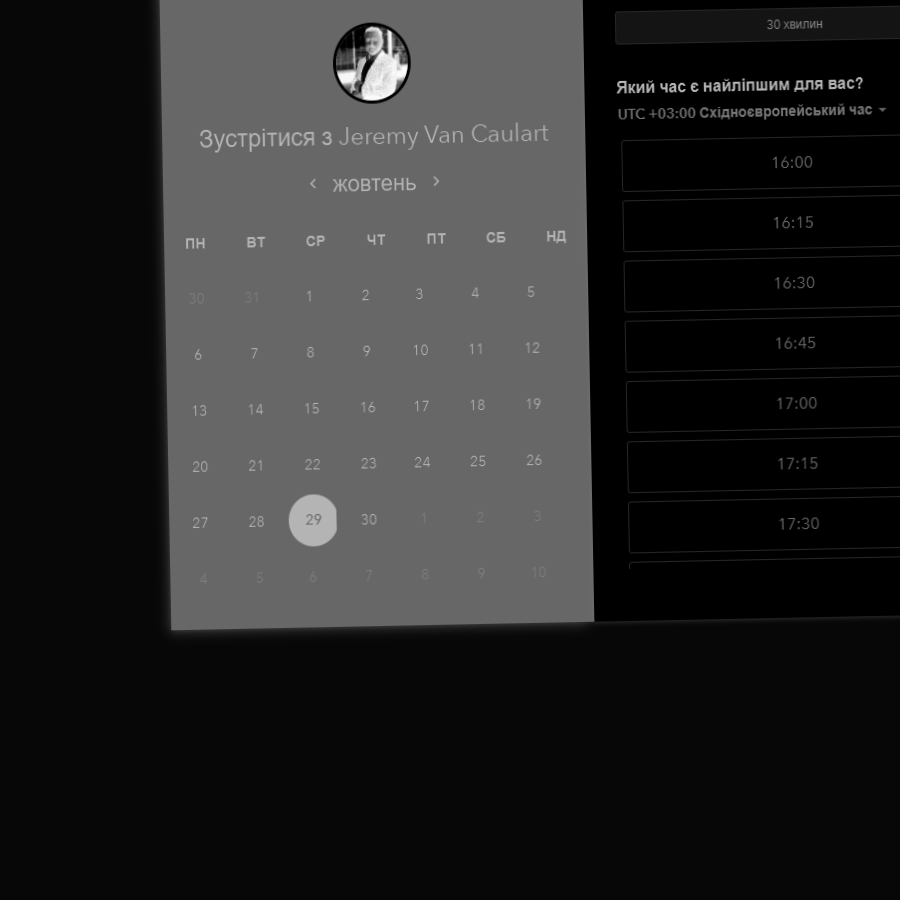 Зустрітися з Jeremy Van Caulart
‹ жовтень ›
ПН ВТ СР ЧТ ПТ СБ НД
30 31 1 2 3 4 5
6 7 8 9 10 11 12
13 14 15 16 17 18 19
20 21 22 23 24 25 26
27 28 29 30 1 2 3
4 5 6 7 8 9 10
30 хвилин
Який час є найліпшим для вас?
UTC +03:00 Східноєвропейський час
16:00
16:15
16:30
16:45
17:00
17:15
17:30